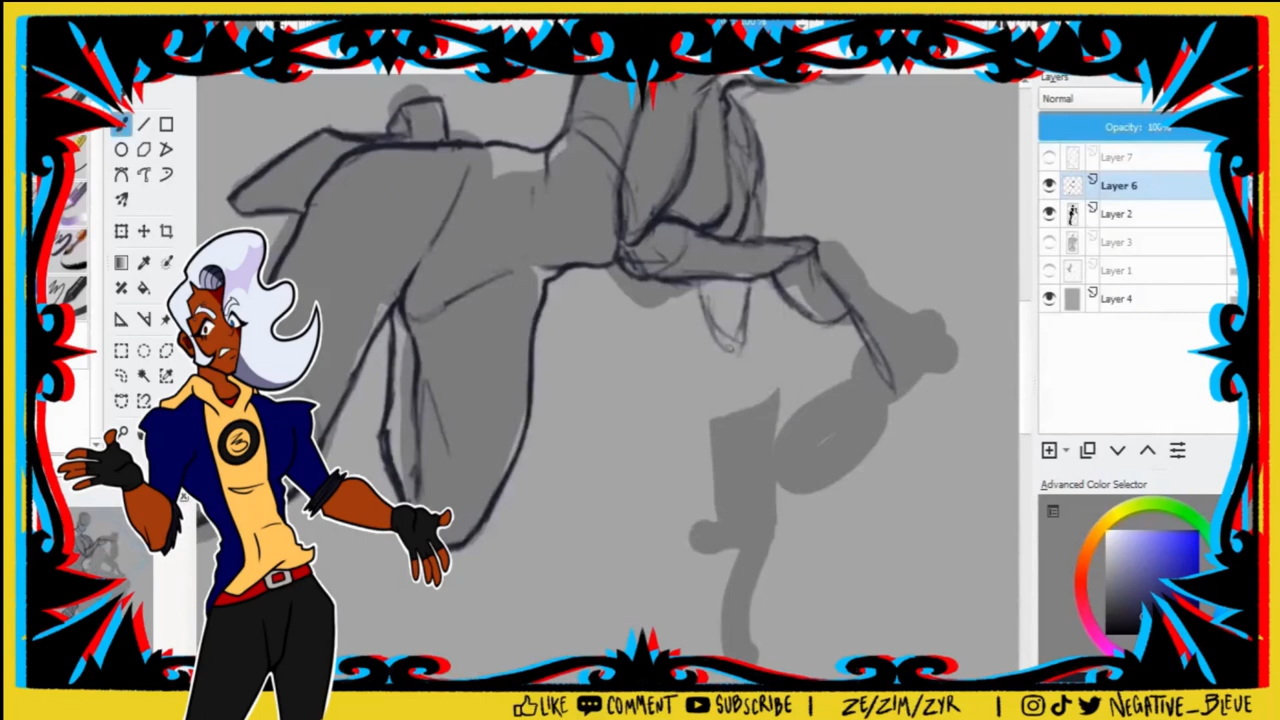 Layers
Normal
Opacity: 100%
Layer 7
Layer 6
Layer 2
Layer 3
Layer 1
Layer 4
Advanced Color Selector
LIKE COMMENT SUBSCRIBE | ZE/ZIM/ZYR | NEGATIVE_BLEUE